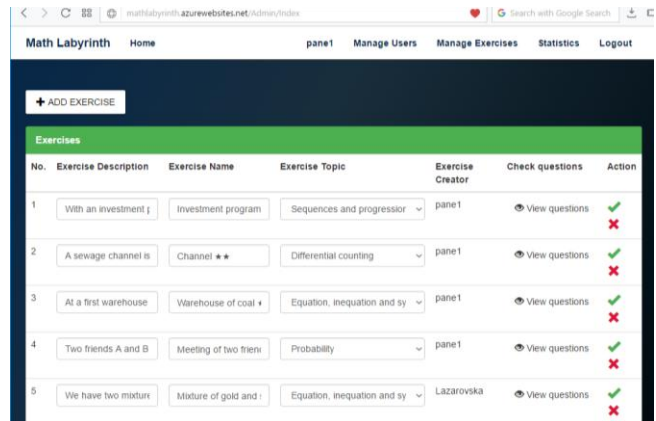 mathlabyrinth.azurewebsites.net/Admin/Index
Search with Google Search
Math Labyrinth Home pane1 Manage Users Manage Exercises Statistics Logout
ADD EXERCISE
Exercises
No. Exercise Description Exercise Name Exercise Topic Exercise Creator Check questions Action
1 With an investment p Investment program Sequences and progression pane1 View questions
2 A sewage channel is Channel ★★ Differential counting pane1 View questions
3 At a first warehouse Warehouse of coal Equation, inequation and sy pane1 View questions
4 Two friends A and B Meeting of two frien Probability pane1 View questions
5 We have two mixture Mixture of gold and Equation, inequation and sy Lazarovska View questions